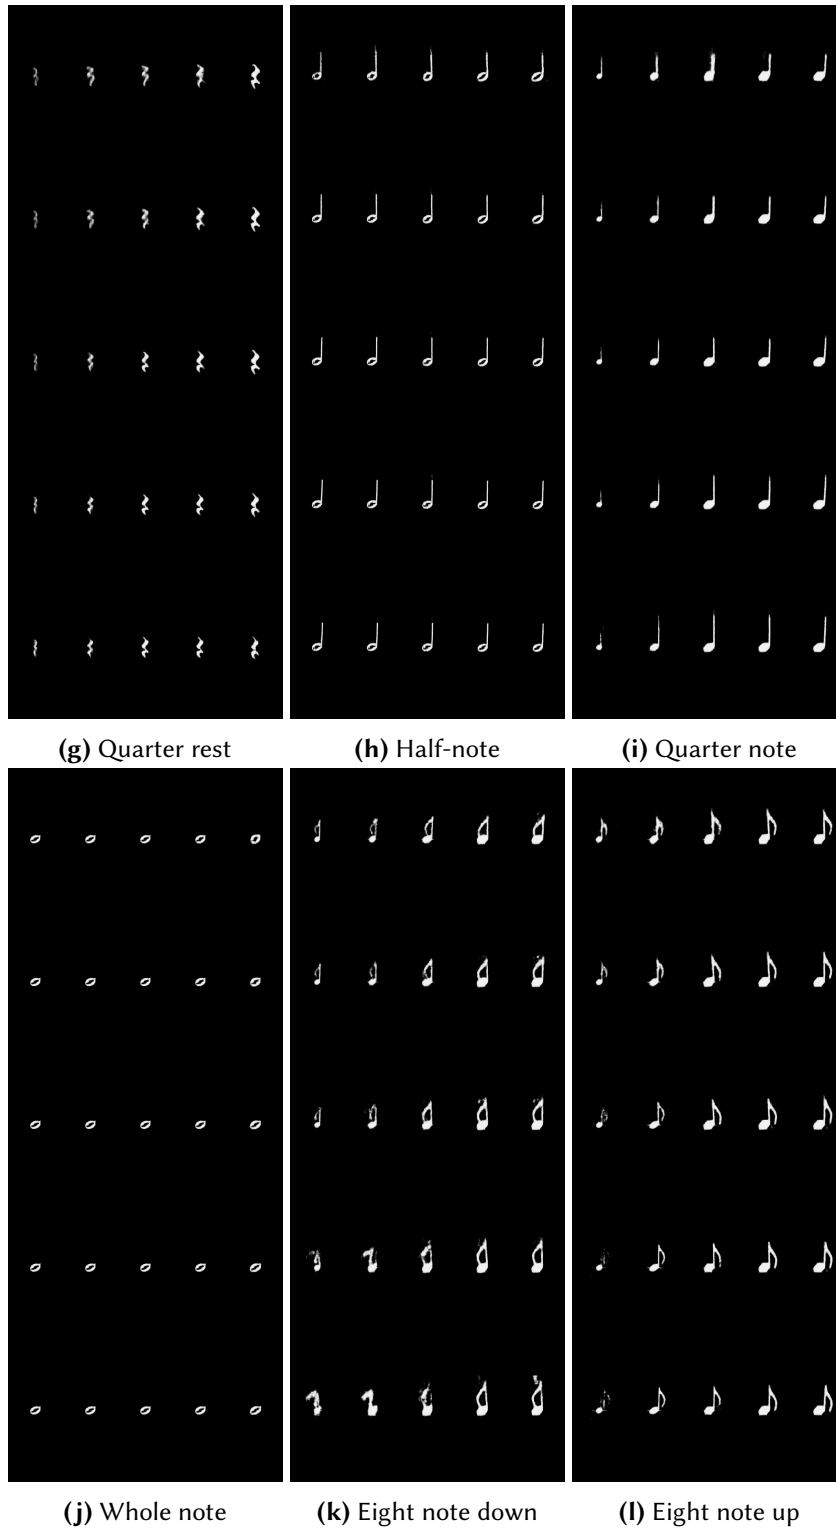 (g) Quarter rest
(h) Half-note
(i) Quarter note
(j) Whole note
(k) Eight note down
(l) Eight note up